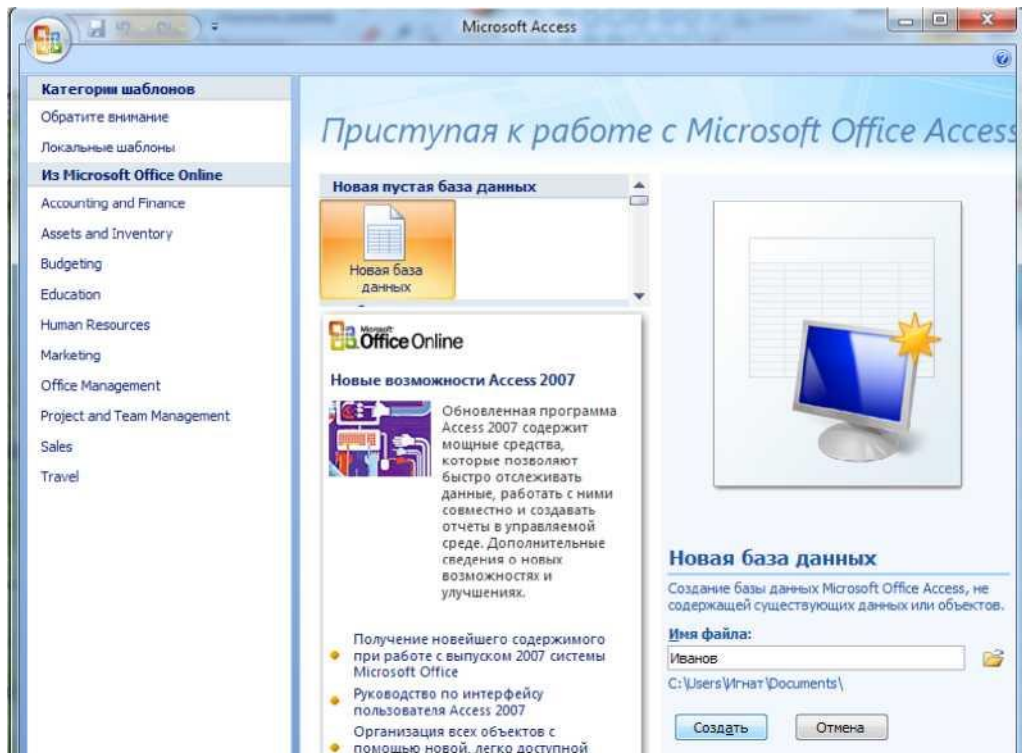 Microsoft Access
Категории шаблонов
Обратите внимание
Локальные шаблоны
Из Microsoft Office Online
Accounting and Finance
Assets and Inventory
Budgeting
Education
Human Resources
Marketing
Office Management
Project and Team Management
Sales
Travel
Приступая к работе с Microsoft Office Access
Новая пустая база данных
Новая база
данных
Microsoft
Office Online
Новые возможности Access 2007
Обновленная программа
Access 2007 содержит
мощные средства,
которые позволяют
быстро отслеживать
данные, работать с ними
совместно и создавать
отчеты в управляемой
среде. Дополнительные
сведения о новых
возможностях и
улучшениях.
Получение новейшего содержимого
при работе с выпуском 2007 системы
Microsoft Office
Руководство по интерфейсу
пользователя Access 2007
Организация всех объектов с
помощью новой, легко доступной
Новая база данных
Создание базы данных Microsoft Office Access, не
содержащей существующих данных или объектов.
Имя файла:
Иванов
C:\Users\Игнат\Documents\
Создать
Отмена